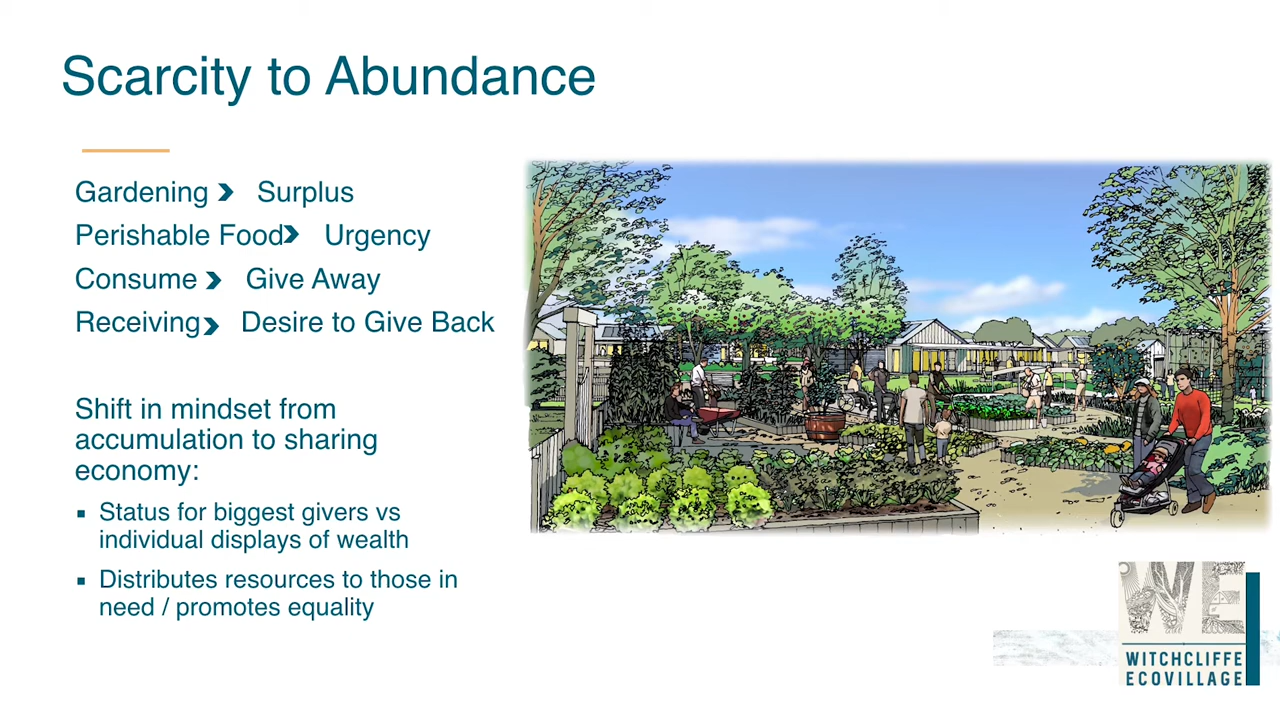 Scarcity to Abundance
Gardening Surplus
Perishable Food Urgency
Consume Give Away
Receiving Desire to Give Back
Shift in mindset from
accumulation to sharing
economy:
Status for biggest givers vs
individual displays of wealth
Distributes resources to those in
need / promotes equality
WE
WITCHCLIFFE
ECOVILLAGE